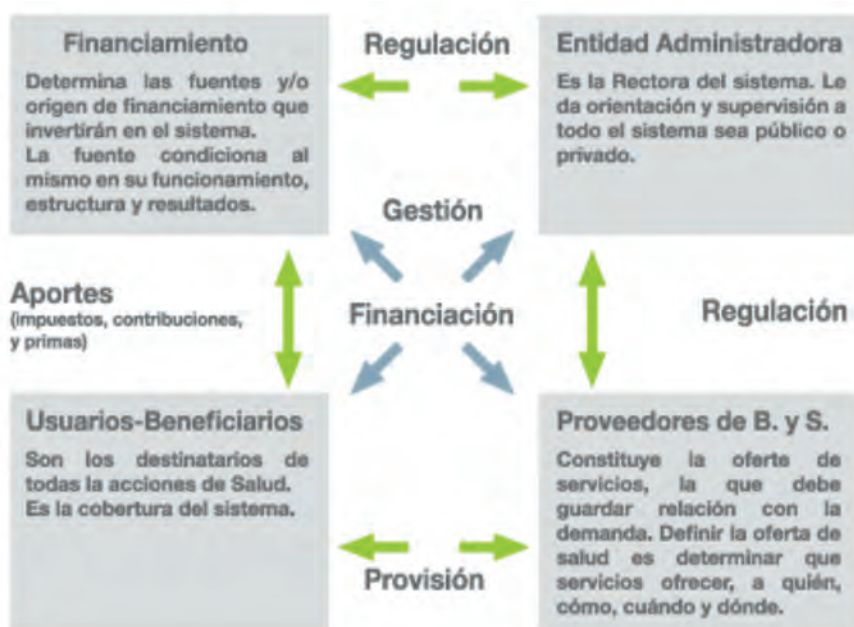 Financiamiento
Determina las fuentes y/o
origen de financiamiento que
invertirán en el sistema.
La fuente condiciona al
mismo en su funcionamiento,
estructura y resultados.
Regulación
Entidad Administradora
Es la Rectora del sistema. Le
da orientación y supervisión a
todo el sistema sea público o
privado.
Gestión
Aportes
(impuestos, contribuciones,
y primas)
Financiación
Regulación
Usuarios-Beneficiarios
Son los destinatarios de
todas la acciones de Salud.
Es la cobertura del sistema.
Provisión
Proveedores de B. y S.
Constituye la oferte de
servicios, la que debe
guardar relación con la
demanda. Definir la oferta de
salud es determinar que
servicios ofrecer, a quién,
cómo, cuándo y dónde.